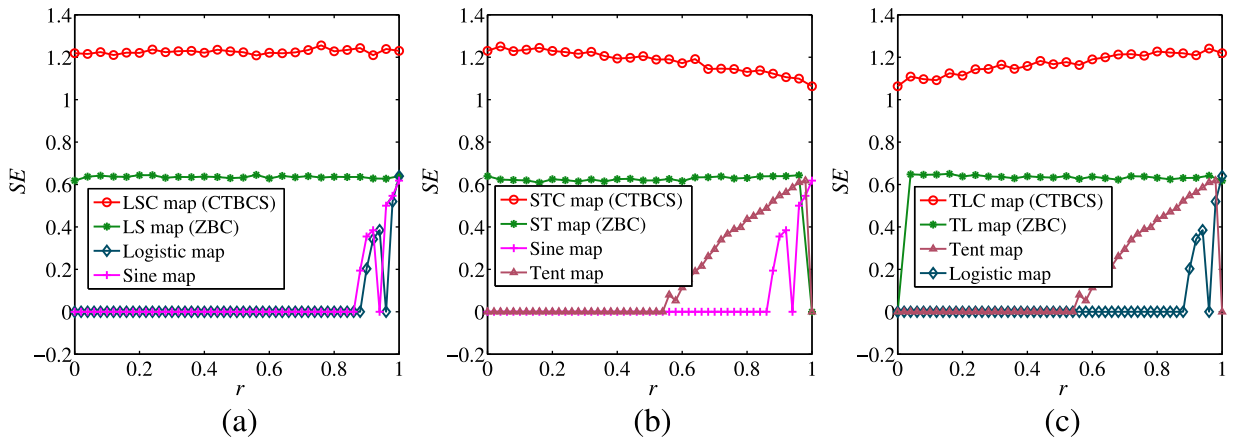 1.4
1.2
1
0.8
0.6
0.4
0.2
0
−0.2
SE
0
0.2
0.4
0.6
0.8
1
r
LSC map (CTBCS)
LS map (ZBC)
Logistic map
Sine map
(a)
1.4
1.2
1
0.8
0.6
0.4
0.2
0
−0.2
SE
0
0.2
0.4
0.6
0.8
1
r
STC map (CTBCS)
ST map (ZBC)
Sine map
Tent map
(b)
1.4
1.2
1
0.8
0.6
0.4
0.2
0
−0.2
SE
0
0.2
0.4
0.6
0.8
1
r
TLC map (CTBCS)
TL map (ZBC)
Tent map
Logistic map
(c)